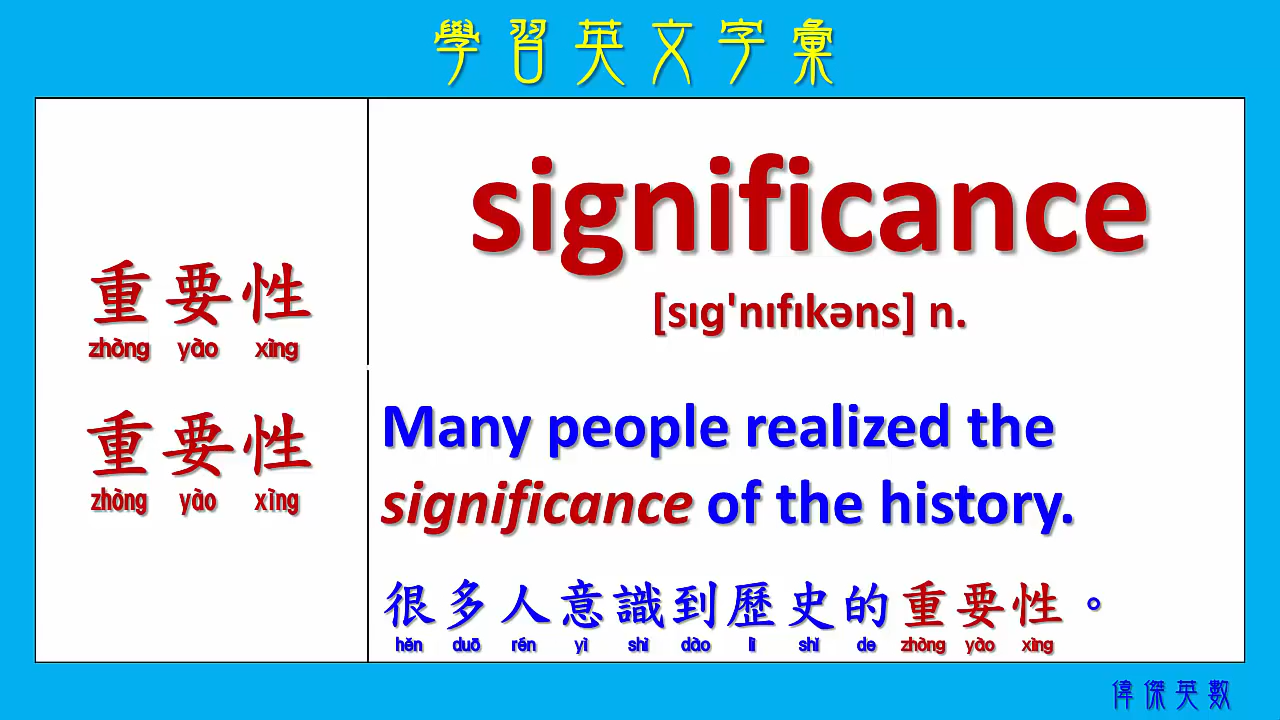 學習英文字彙
重要性
zhòng yào xìng
重要性
zhòng yào xìng
significance
[sɪg'nɪfɪkəns] n.
Many people realized the
significance of the history.
很多人意識到歷史的重要性。
hěn duō rén yì shì dào lì shǐ de zhòng yào xìng
偉傑英數